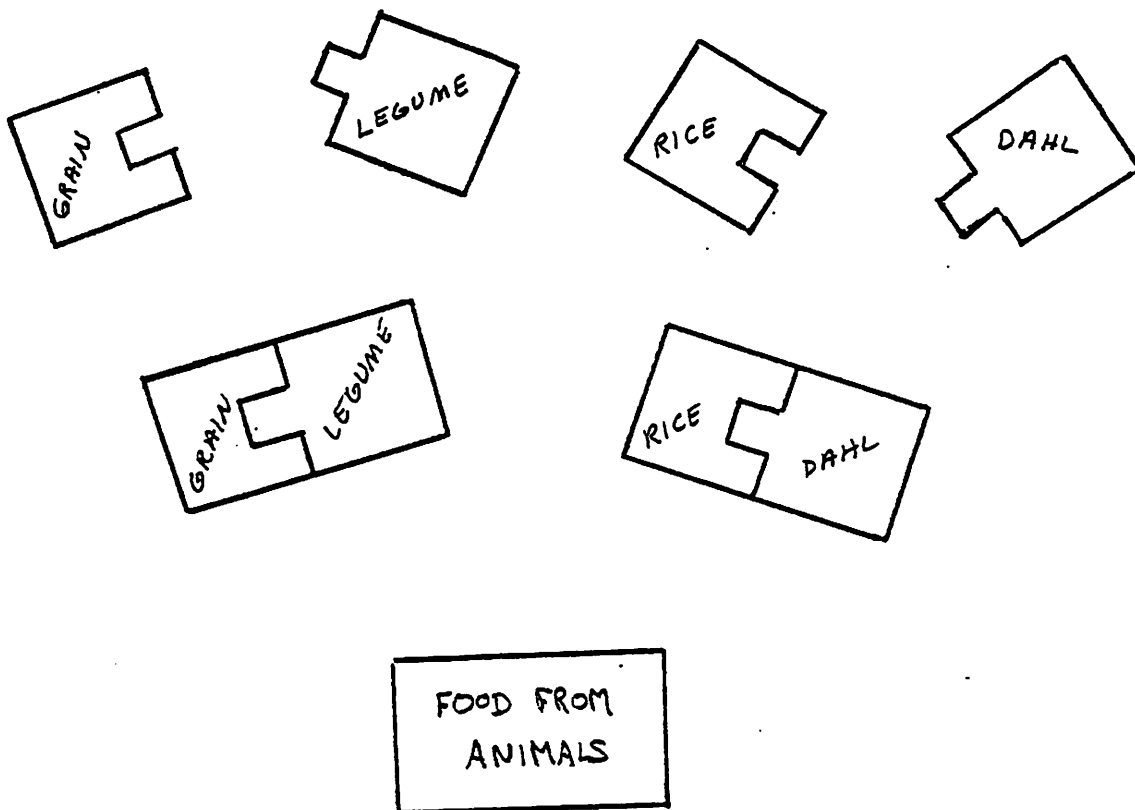 GRAIN
LEGUME
RICE
DAHL
GRAIN
LEGUME
RICE
DAHL
FOOD FROM
ANIMALS